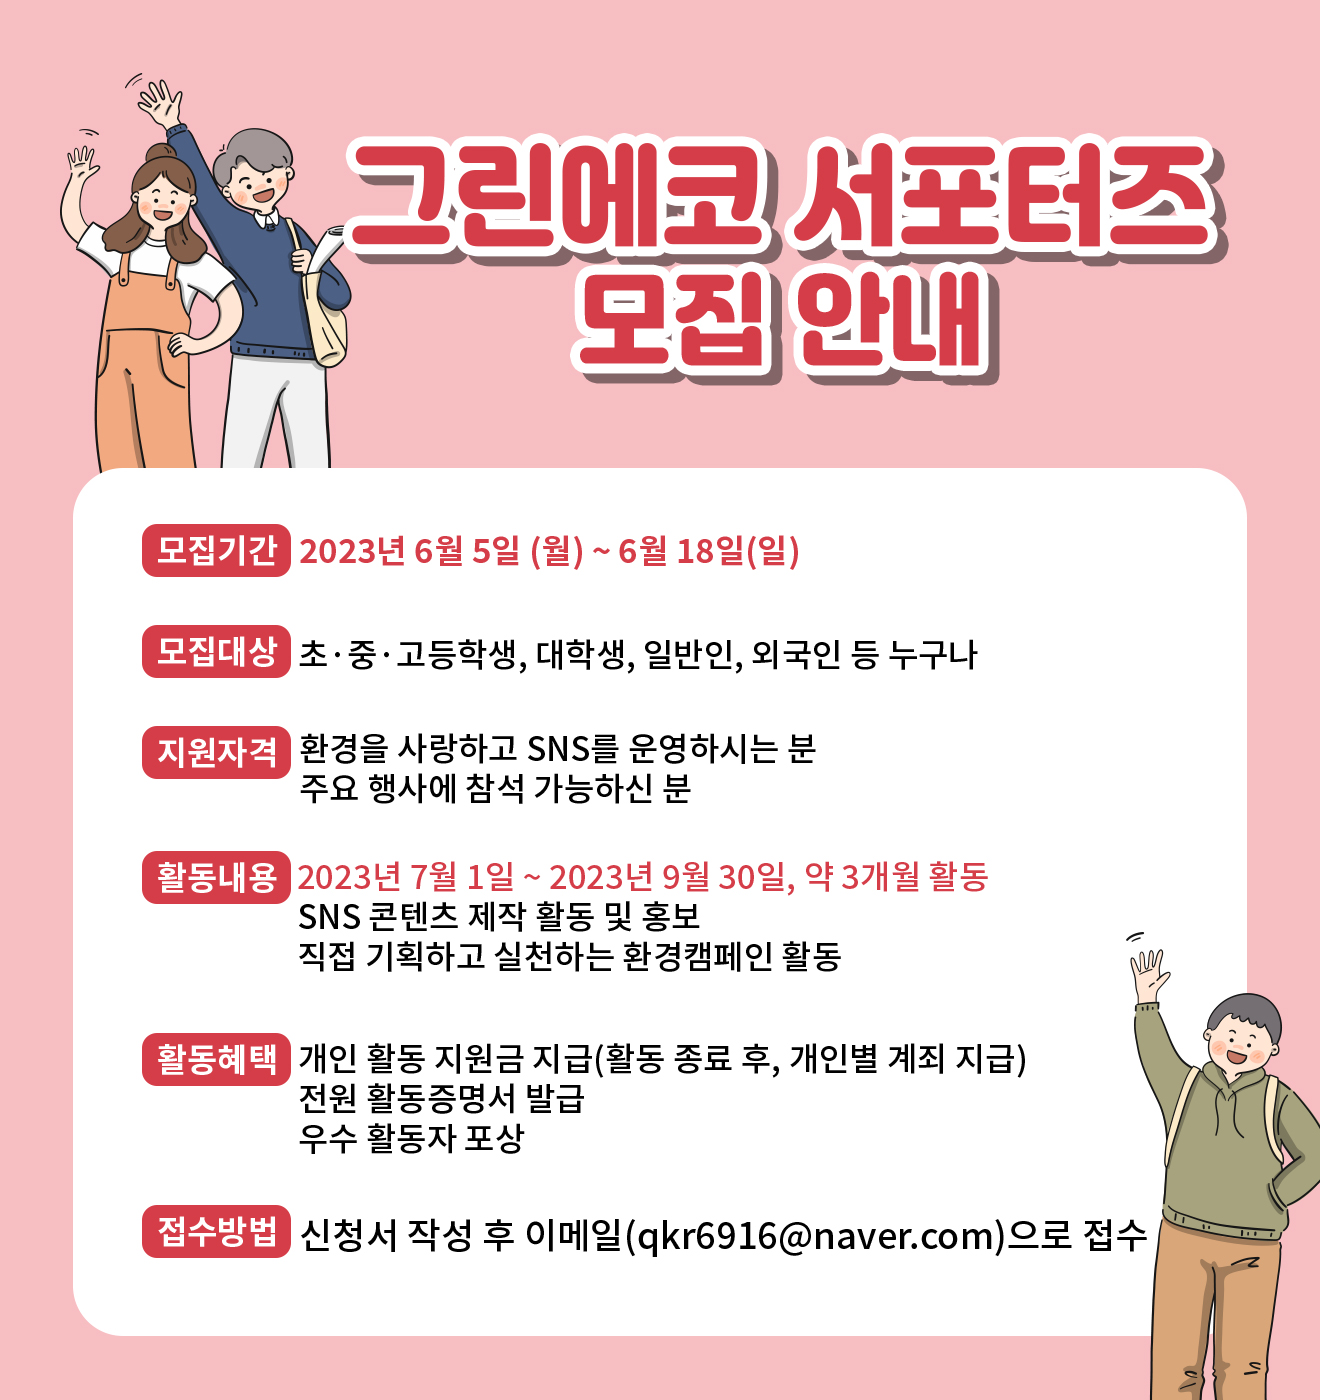 그린에코 서포터즈
모집 안내
모집기간 2023년 6월 5일 (월) ~ 6월 18일(일)
모집대상 초·중·고등학생, 대학생, 일반인, 외국인 등 누구나
지원자격 환경을 사랑하고 SNS를 운영하시는 분
주요 행사에 참석 가능하신 분
활동내용 2023년 7월 1일 ~ 2023년 9월 30일, 약 3개월 활동
SNS 콘텐츠 제작 활동 및 홍보
직접 기획하고 실천하는 환경캠페인 활동
활동혜택 개인 활동 지원금 지급(활동 종료 후, 개인별 계죄 지급)
전원 활동증명서 발급
우수 활동자 포상
접수방법 신청서 작성 후 이메일(qkr6916@naver.com)으로 접수